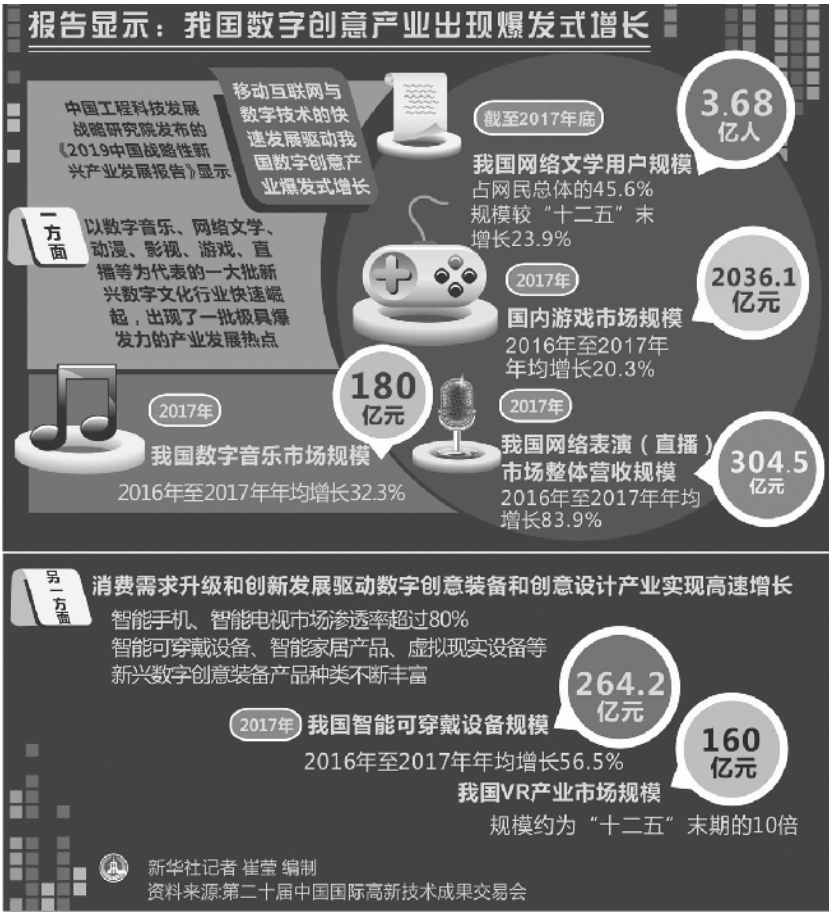 报告显示：我国数字创意产业出现爆发式增长
中国工程科技发展
战略研究院发布的
《2019中国战略性新
兴产业发展报告》显示
移动互联网与
数字技术的快
速发展驱动我
国数字创意产
业爆发式增长
一方面
以数字音乐、网络文学、
动漫、影视、游戏、直
播等为代表的一大批新
兴数字文化行业快速崛
起，出现了一批极具爆
发力的产业发展热点
截至2017年底
3.68
亿人
我国网络文学用户规模
占网民总体的45.6%
规模较“十二五”末
增长23.9%
2017年
2036.1
亿元
国内游戏市场规模
2016年至2017年
年均增长20.3%
2017年
180
亿元
我国数字音乐市场规模
2016年至2017年年均增长32.3%
2017年
我国网络表演（直播）
市场整体营收规模
304.5
亿元
2016年至2017年年均
增长83.9%
另一方面
消费需求升级和创新发展驱动数字创意装备和创意设计产业实现高速增长
智能手机、智能电视市场渗透率超过80%
智能可穿戴设备、智能家居产品、虚拟现实设备等
新兴数字创意装备产品种类不断丰富
264.2
亿元
2017年 我国智能可穿戴设备规模
2016年至2017年年均增长56.5%
160
亿元
我国VR产业市场规模
规模约为“十二五”末期的10倍
新华社记者 崔莹 编制
资料来源:第二十届中国国际高新技术成果交易会